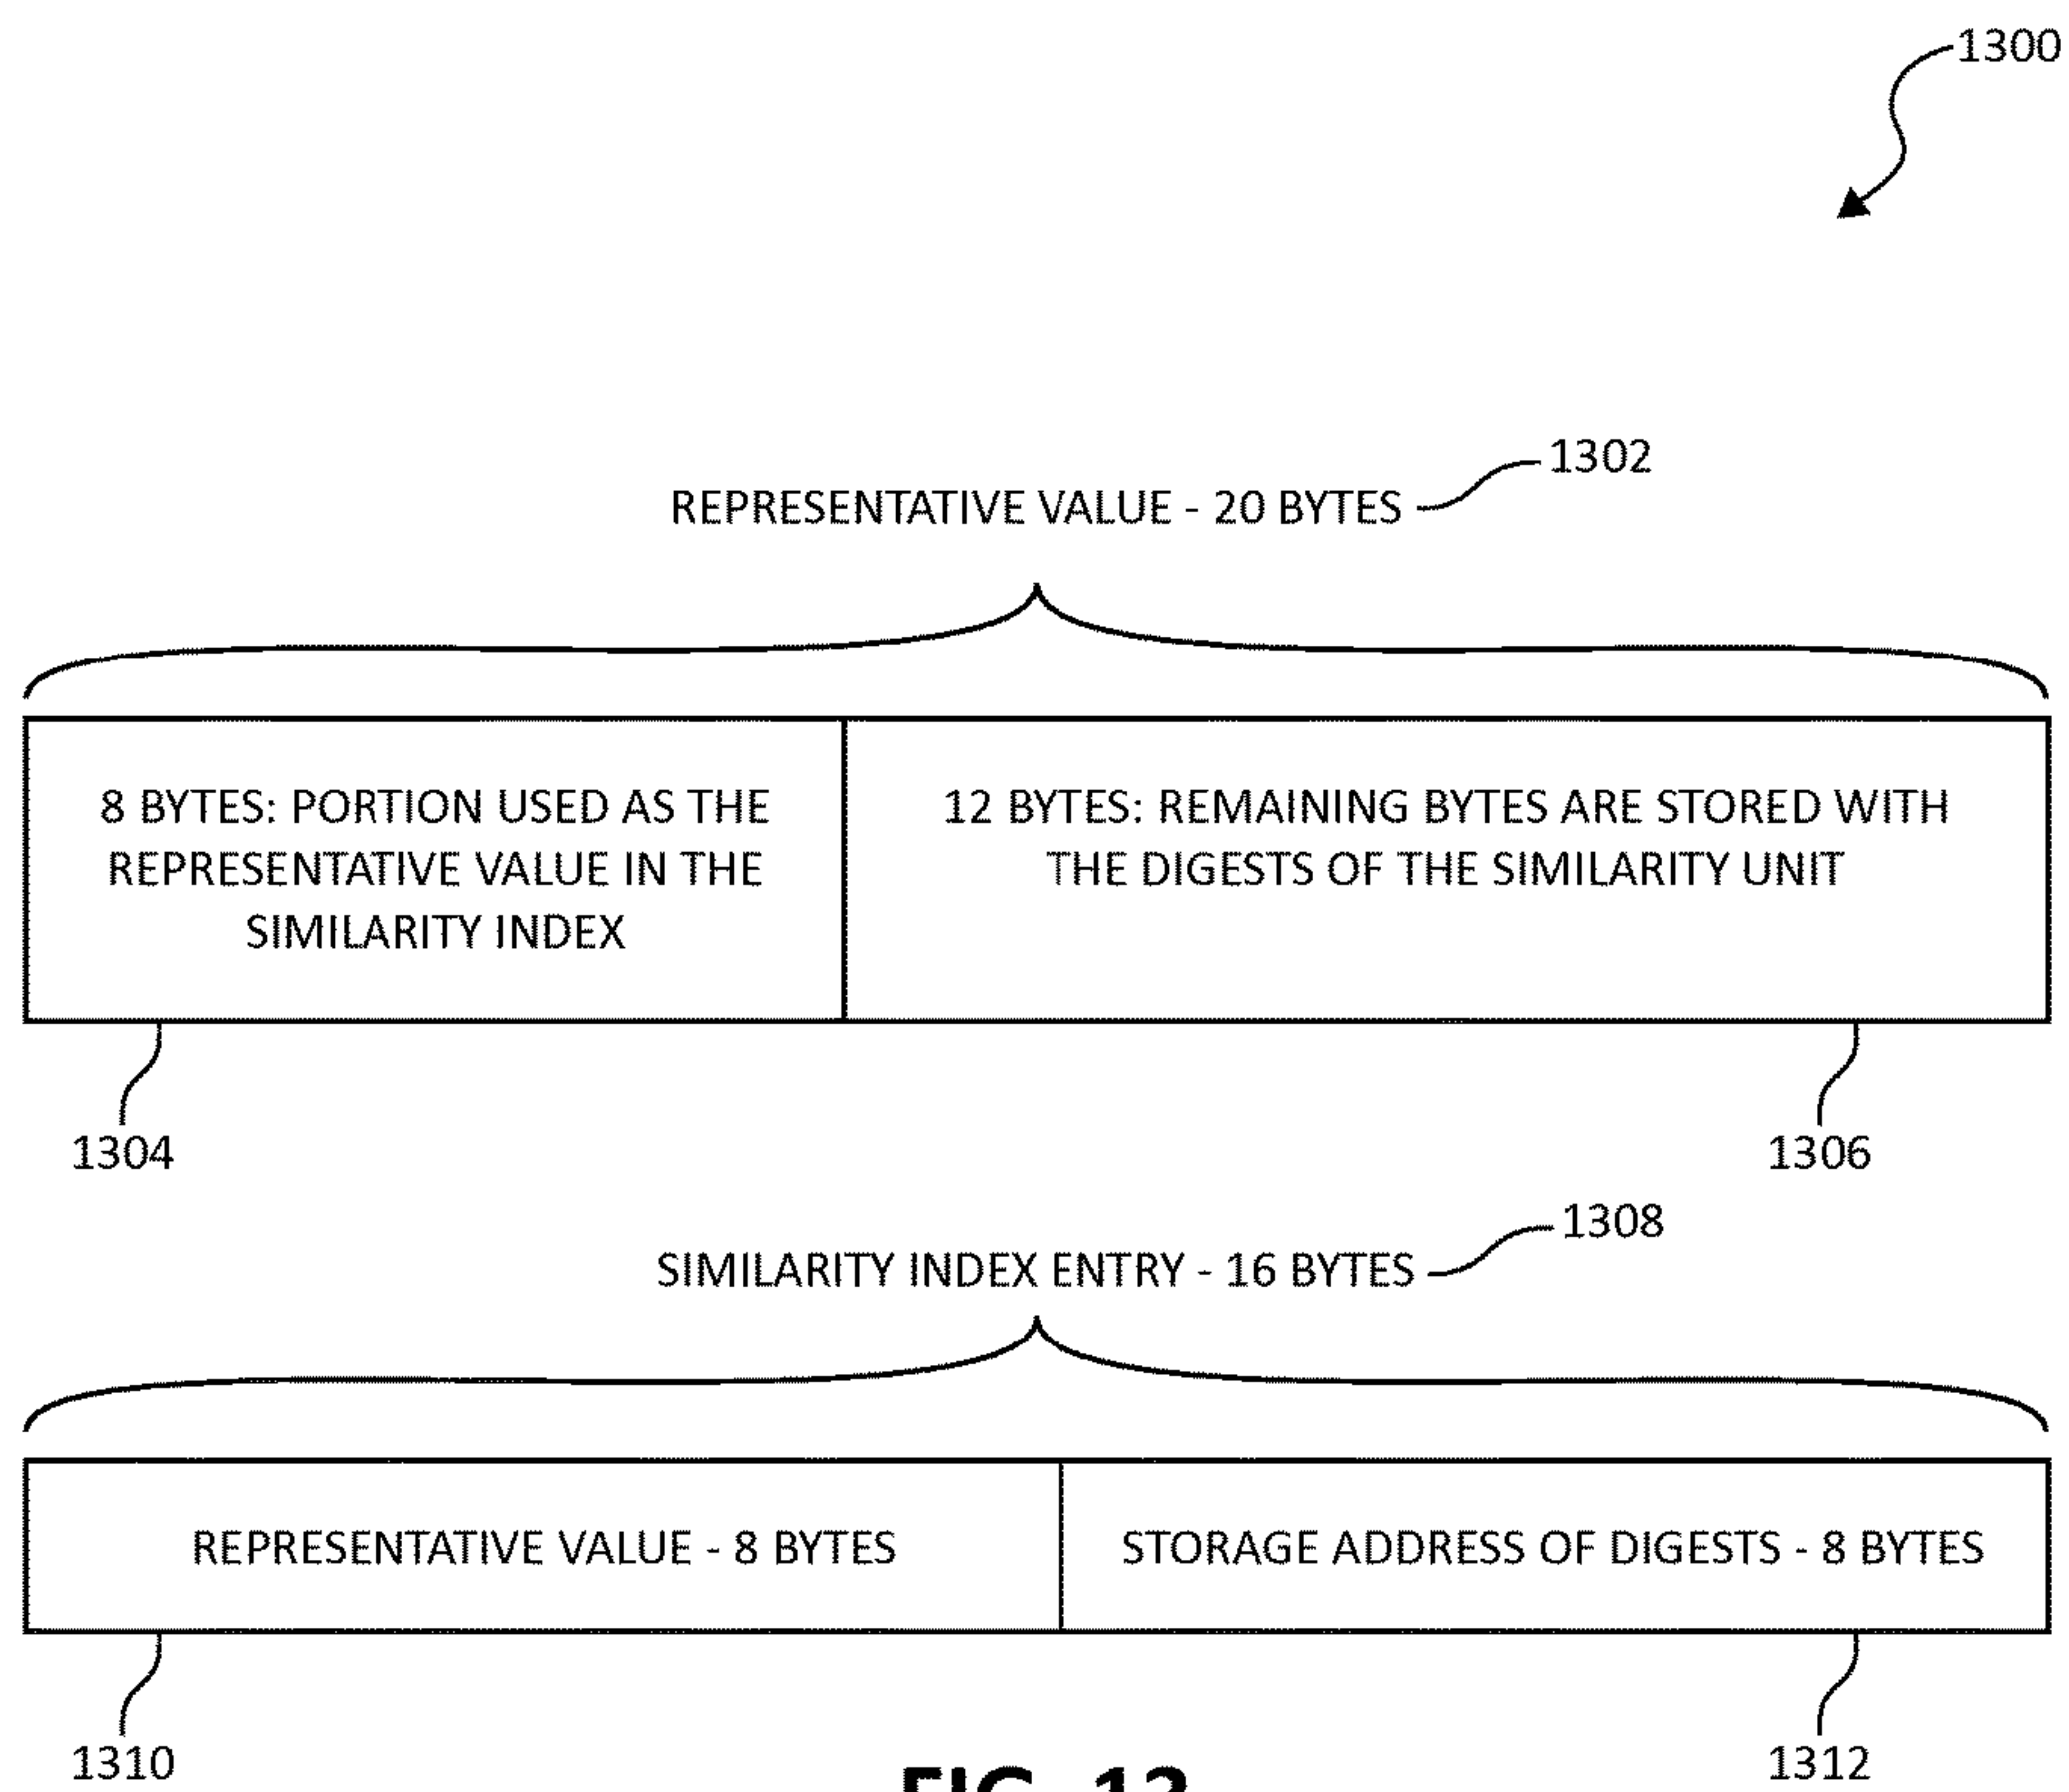 1300
1302
REPRESENTATIVE VALUE - 20 BYTES
8 BYTES: PORTION USED AS THE
REPRESENTATIVE VALUE IN THE
SIMILARITY INDEX
12 BYTES: REMAINING BYTES ARE STORED WITH
THE DIGESTS OF THE SIMILARITY UNIT
1304
1306
1308
SIMILARITY INDEX ENTRY - 16 BYTES
REPRESENTATIVE VALUE - 8 BYTES
STORAGE ADDRESS OF DIGESTS - 8 BYTES
1310
1312
FIG. 13